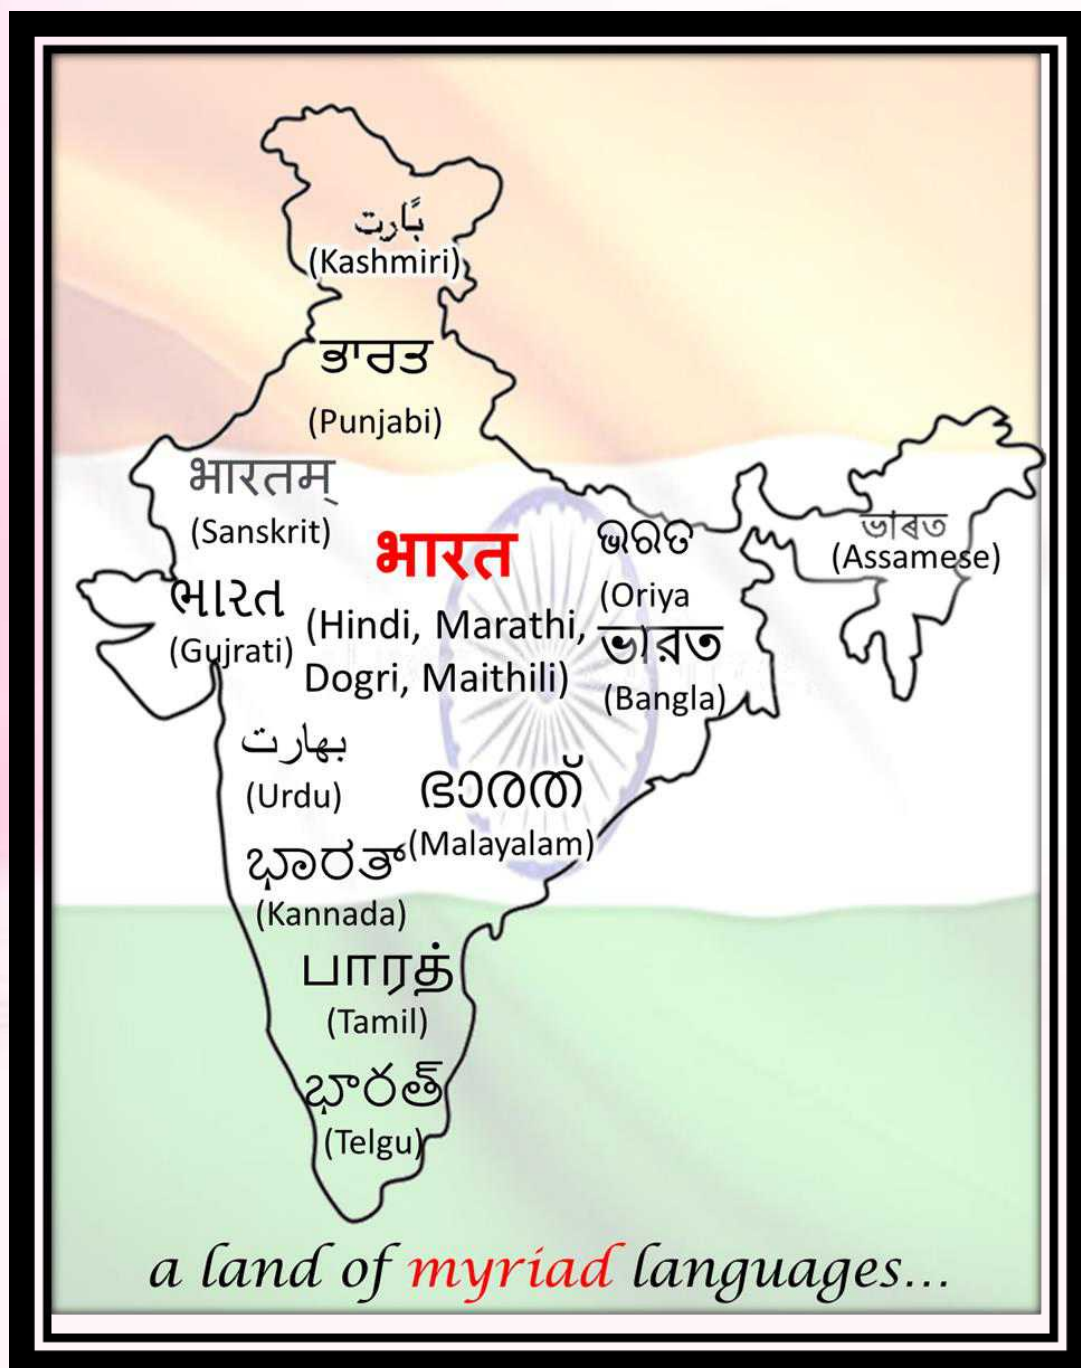 بٔارت
(Kashmiri)
ਭਾਰਤ
(Punjabi)
भारतम्
(Sanskrit)
भारत
(Hindi, Marathi,
Dogri, Maithili)
ભારત
(Gujrati)
ଭରତ
(Oriya
ভারত
(Bangla)
ভাৰত
(Assamese)
بھارت
(Urdu)
ഭാരത്
(Malayalam)
ಭಾರತ್
(Kannada)
பாரத்
(Tamil)
భారత్
(Telgu)
a land of myriad languages...